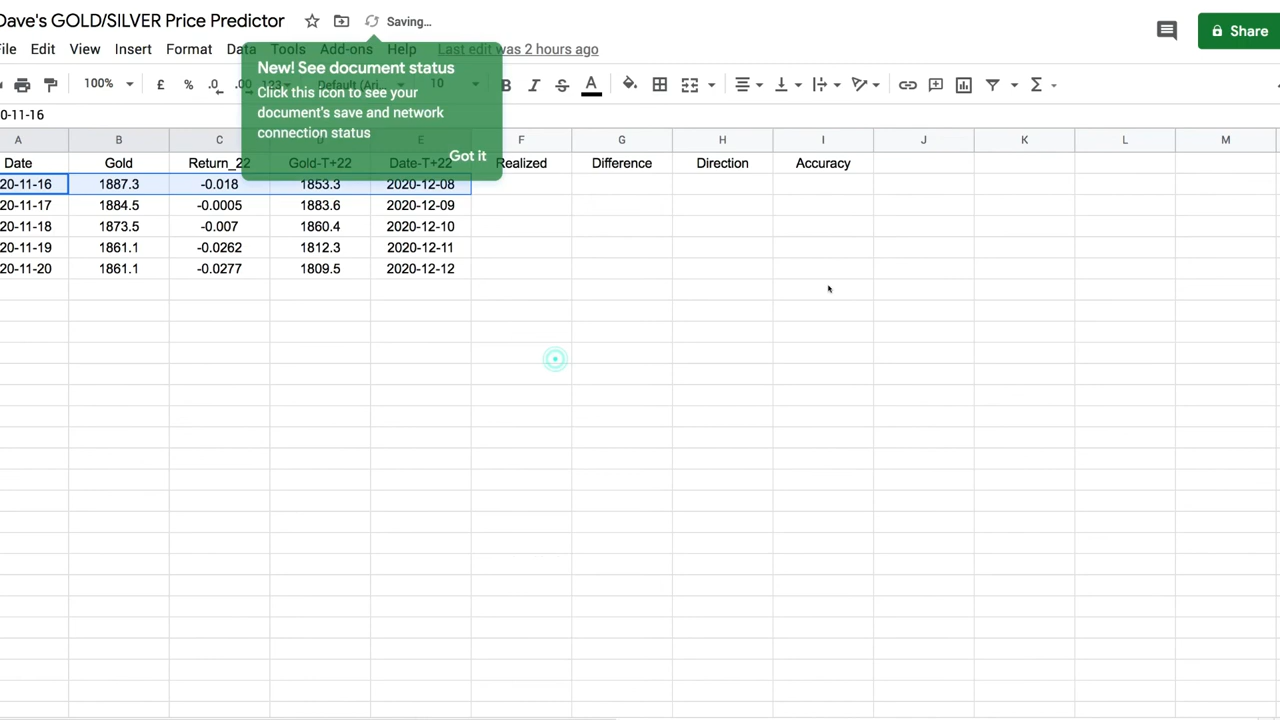 Dave's GOLD/SILVER Price Predictor Saving...
File Edit View Insert Format Data Tools Add-ons Help Last edit was 2 hours ago
Share
New! See document status
Click this icon to see your
document's save and network
connection status
Got it
100% £ % .0 .00 123 Default (Ari... 10 B I S A Σ
0-11-16
A B C D E F G H I J K L M
Date Gold Return_22 Gold-T+22 Date-T+22 Realized Difference Direction Accuracy
20-11-16 1887.3 -0.018 1853.3 2020-12-08
20-11-17 1884.5 -0.0005 1883.6 2020-12-09
20-11-18 1873.5 -0.007 1860.4 2020-12-10
20-11-19 1861.1 -0.0262 1812.3 2020-12-11
20-11-20 1861.1 -0.0277 1809.5 2020-12-12